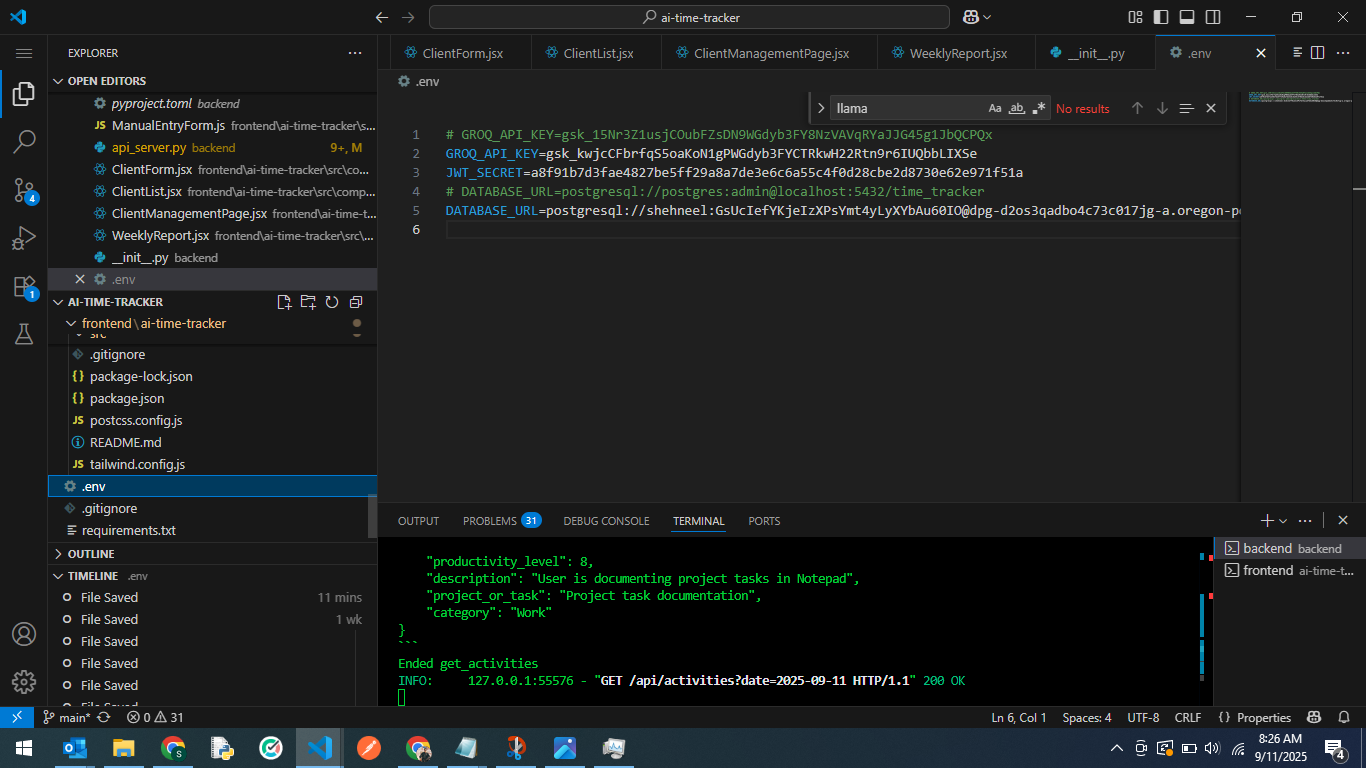 ai-time-tracker
EXPLORER
OPEN EDITORS
pyproject.toml backend
ManualEntryForm.js frontend\ai-time-tracker\s...
api_server.py backend 9+, M
ClientForm.jsx frontend\ai-time-tracker\src\co...
ClientList.jsx frontend\ai-time-tracker\src\comp...
ClientManagementPage.jsx frontend\ai-time-t...
WeeklyReport.jsx frontend\ai-time-tracker\src\...
__init__.py backend
.env
AI-TIME-TRACKER
frontend\ai-time-tracker
src
.gitignore
package-lock.json
package.json
postcss.config.js
README.md
tailwind.config.js
.env
.gitignore
requirements.txt
OUTLINE
TIMELINE .env
File Saved 11 mins
File Saved 1 wk
File Saved
File Saved
File Saved
File Saved
4
1
ClientForm.jsx
ClientList.jsx
ClientManagementPage.jsx
WeeklyReport.jsx
__init__.py
.env
.env
llama
Aa
ab
No results
1 # GROQ_API_KEY=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
2 GROQ_API_KEY=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
3 JWT_SECRET=a8f91b7d3fae4827be5ff29a8a7de3e6c6a55c4f0d28cbe2d8730e62e971f51a
4 # DATABASE_URL=postgresql://postgres:admin@localhost:5432/time_tracker
5 DATABASE_URL=postgresql://shehneel:GsUcIefYKjeIzXPsYmt4yLyXYbAu60IO@dpg-d2os3qadbo4c73c017jg-a.oregon-po
6
OUTPUT
PROBLEMS 31
DEBUG CONSOLE
TERMINAL
PORTS
"productivity_level": 8,
"description": "User is documenting project tasks in Notepad",
"project_or_task": "Project task documentation",
"category": "Work"
}
```
Ended get_activities
INFO: 127.0.0.1:55576 - "GET /api/activities?date=2025-09-11 HTTP/1.1" 200 OK
backend backend
frontend ai-time-t...
main*
0 31
Ln 6, Col 1
Spaces: 4
UTF-8
CRLF
{} Properties
8:26 AM
9/11/2025
4